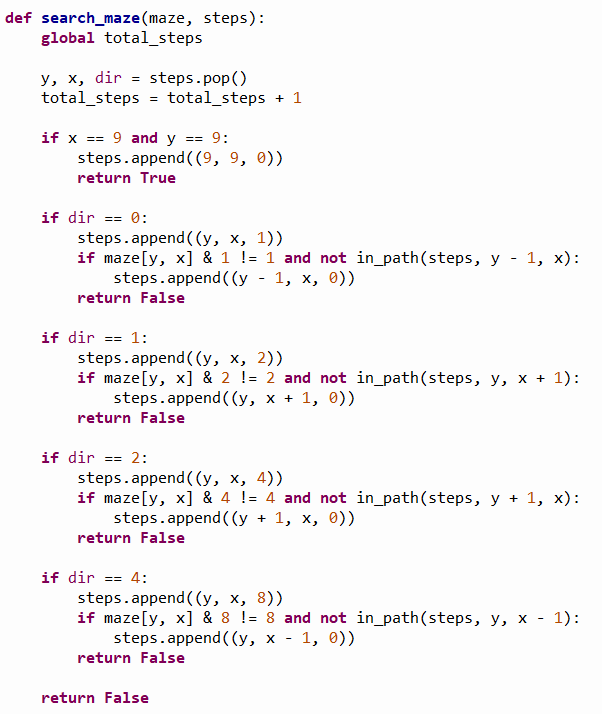 def search_maze(maze, steps):
    global total_steps

    y, x, dir = steps.pop()
    total_steps = total_steps + 1

    if x == 9 and y == 9:
        steps.append((9, 9, 0))
        return True

    if dir == 0:
        steps.append((y, x, 1))
        if maze[y, x] & 1 != 1 and not in_path(steps, y - 1, x):
            steps.append((y - 1, x, 0))
        return False

    if dir == 1:
        steps.append((y, x, 2))
        if maze[y, x] & 2 != 2 and not in_path(steps, y, x + 1):
            steps.append((y, x + 1, 0))
        return False

    if dir == 2:
        steps.append((y, x, 4))
        if maze[y, x] & 4 != 4 and not in_path(steps, y + 1, x):
            steps.append((y + 1, x, 0))
        return False

    if dir == 4:
        steps.append((y, x, 8))
        if maze[y, x] & 8 != 8 and not in_path(steps, y, x - 1):
            steps.append((y, x - 1, 0))
        return False

    return False